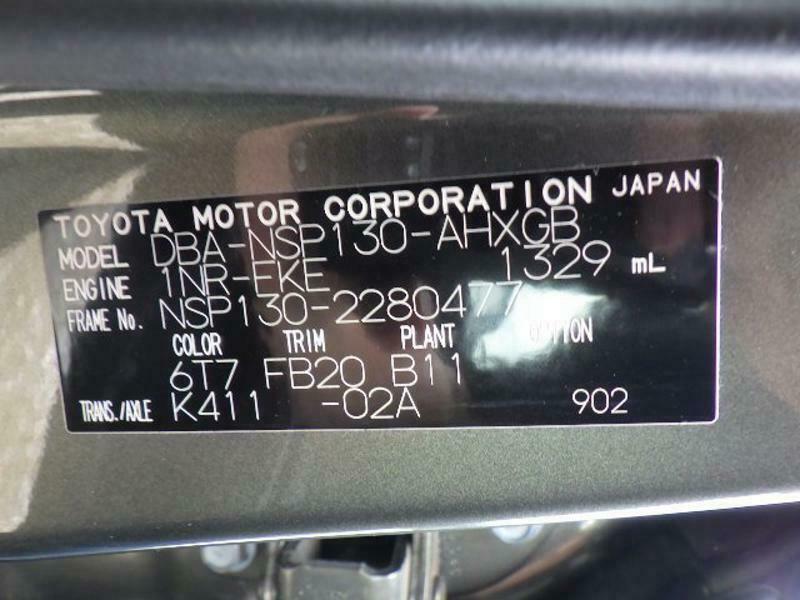 TOYOTA MOTOR CORPORATION JAPAN
MODEL DBA-NSP130-AHXGB
ENGINE 1NR-FKE 1329 mL
FRAME No. NSP130-2280477
COLOR TRIM PLANT OPTION
6T7 FB20 B11
TRANS./AXLE K411 -02A 902